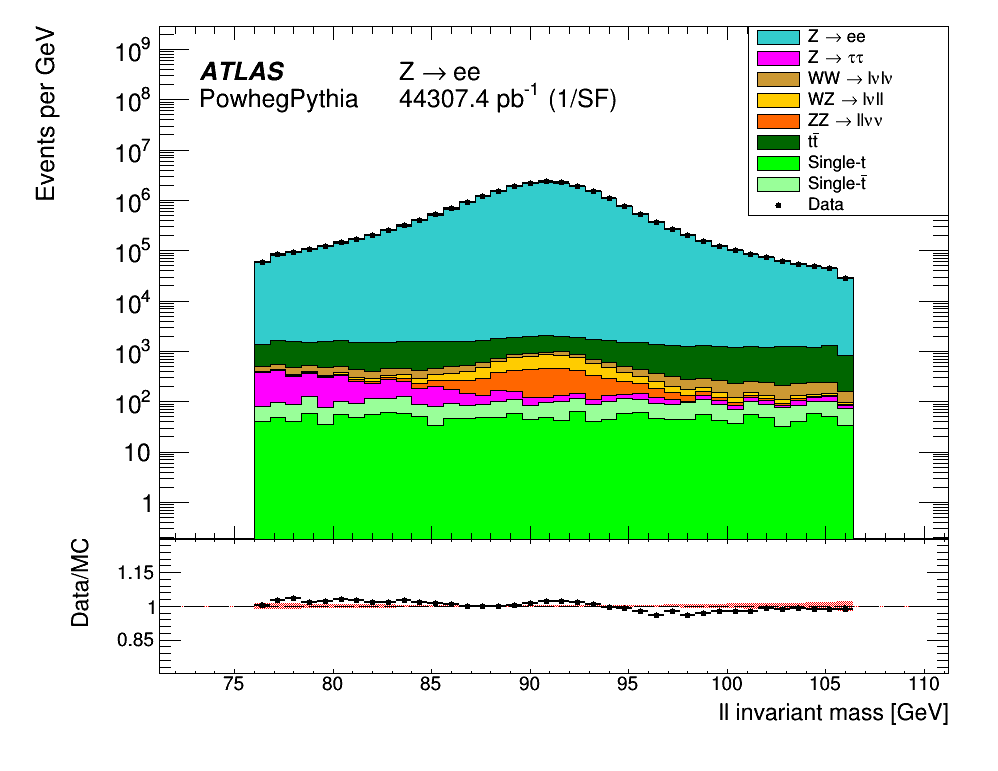 Events per GeV
10⁹
10⁸
10⁷
10⁶
10⁵
10⁴
10³
10²
10
1
ATLAS
PowhegPythia
Z → ee
44307.4 pb⁻¹ (1/SF)
Z → ee
Z → ττ
WW → lνlν
WZ → lνll
ZZ → llνν
tt̄
Single-t
Single-t̄
Data
Data/MC
1.15
1
0.85
75 80 85 90 95 100 105 110
ll invariant mass [GeV]